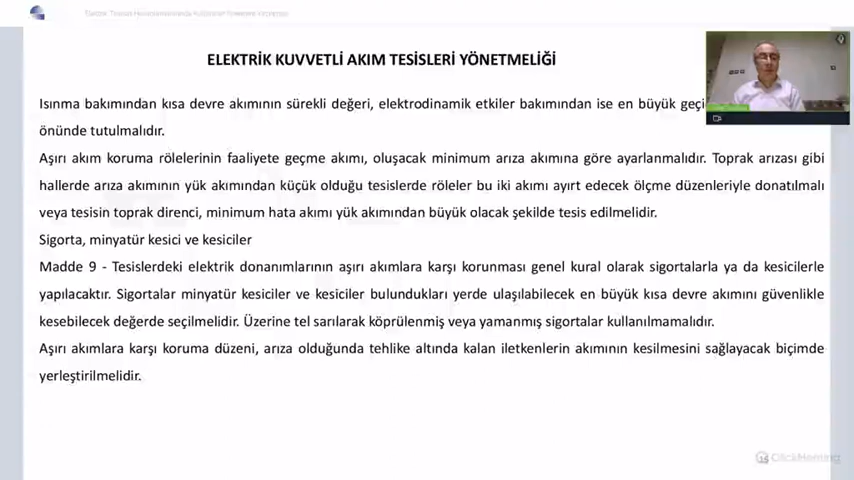 ELEKTRİK KUVVETLİ AKIM TESİSLERİ YÖNETMELİĞİ
Isınma bakımından kısa devre akımının sürekli değeri, elektrodinamik etkiler bakımından ise en büyük
önünde tutulmalıdır.
Aşırı akım koruma rölelerinin faaliyete geçme akımı, oluşacak minimum arıza akımına göre ayarlanmalıdır. Toprak arızası gibi
hallerde arıza akımının yük akımından küçük olduğu tesislerde röleler bu iki akımı ayırt edecek ölçme düzenleriyle donatılmalı
veya tesisin toprak direnci, minimum hata akımı yük akımından büyük olacak şekilde tesis edilmelidir.
Sigorta, minyatür kesici ve kesiciler
Madde 9 - Tesislerdeki elektrik donanımlarının aşırı akımlara karşı korunması genel kural olarak sigortalarla ya da kesicilerle
yapılacaktır. Sigortalar minyatür kesiciler ve kesiciler bulundukları yerde ulaşılabilecek en büyük kısa devre akımını güvenlikle
kesebilecek değerde seçilmelidir. Üzerine tel sarılarak köprülenmiş veya yamanmış sigortalar kullanılmamalıdır.
Aşırı akımlara karşı koruma düzeni, arıza olduğunda tehlike altında kalan iletkenlerin akımının kesilmesini sağlayacak biçimde
yerleştirilmelidir.
ClickMeeting